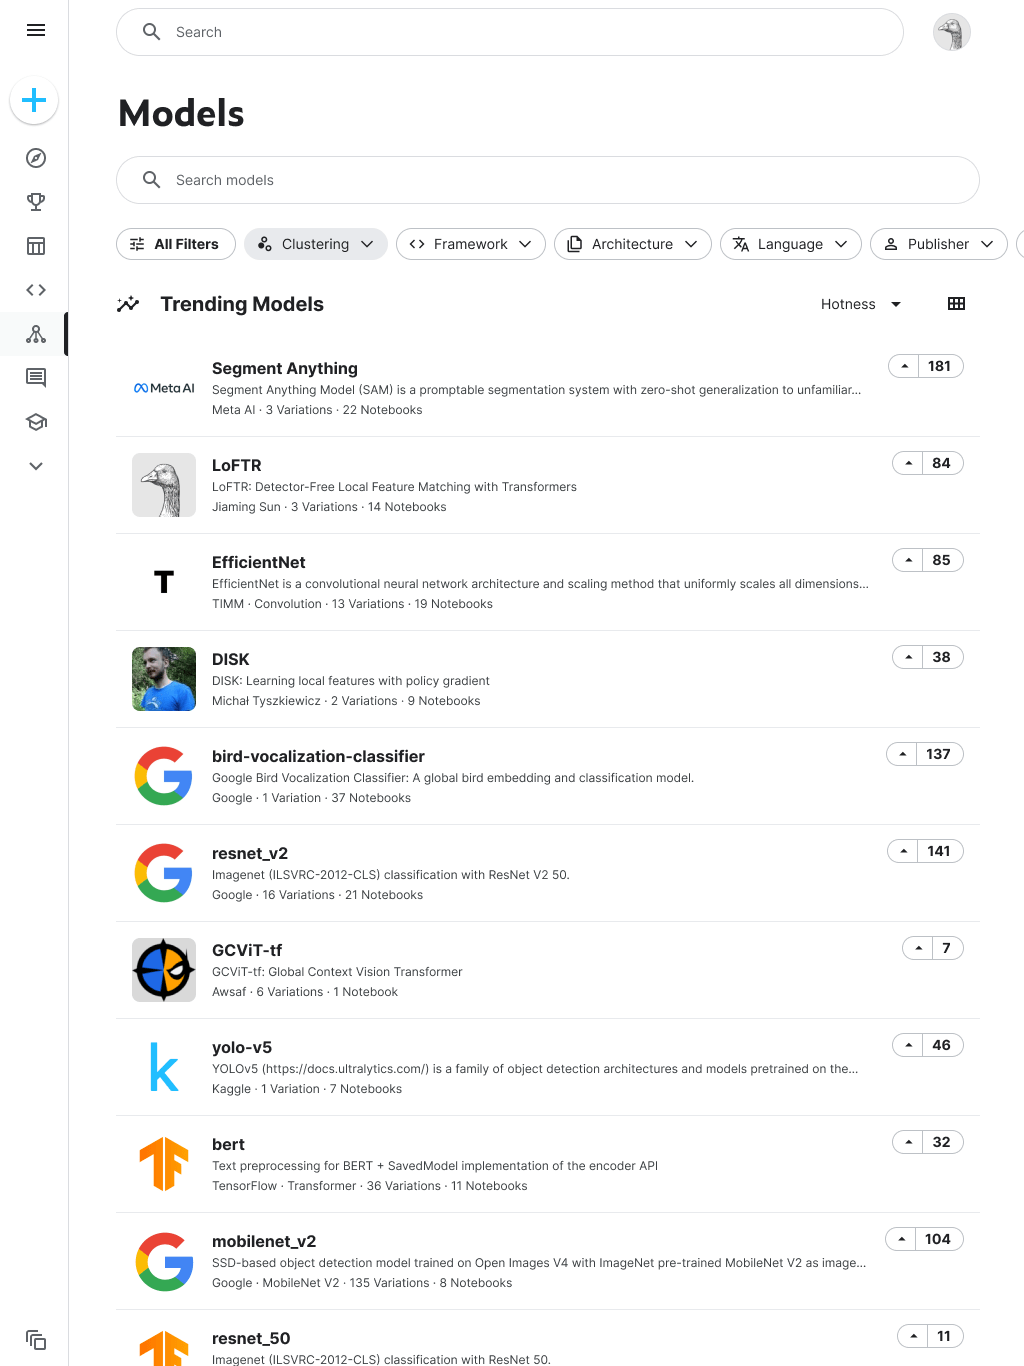 Search
Models
Search models
All Filters
Clustering
Framework
Architecture
Language
Publisher
Trending Models
Hotness
Meta AI
Segment Anything
Segment Anything Model (SAM) is a promptable segmentation system with zero-shot generalization to unfamiliar...
Meta AI · 3 Variations · 22 Notebooks
181
LoFTR
LoFTR: Detector-Free Local Feature Matching with Transformers
Jiaming Sun · 3 Variations · 14 Notebooks
84
T
EfficientNet
EfficientNet is a convolutional neural network architecture and scaling method that uniformly scales all dimensions...
TIMM · Convolution · 13 Variations · 19 Notebooks
85
DISK
DISK: Learning local features with policy gradient
Michał Tyszkiewicz · 2 Variations · 9 Notebooks
38
bird-vocalization-classifier
Google Bird Vocalization Classifier: A global bird embedding and classification model.
Google · 1 Variation · 37 Notebooks
137
resnet_v2
Imagenet (ILSVRC-2012-CLS) classification with ResNet V2 50.
Google · 16 Variations · 21 Notebooks
141
GCViT-tf
GCViT-tf: Global Context Vision Transformer
Awsaf · 6 Variations · 1 Notebook
7
k
yolo-v5
YOLOv5 (https://docs.ultralytics.com/) is a family of object detection architectures and models pretrained on the...
Kaggle · 1 Variation · 7 Notebooks
46
bert
Text preprocessing for BERT + SavedModel implementation of the encoder API
TensorFlow · Transformer · 36 Variations · 11 Notebooks
32
mobilenet_v2
SSD-based object detection model trained on Open Images V4 with ImageNet pre-trained MobileNet V2 as image...
Google · MobileNet V2 · 135 Variations · 8 Notebooks
104
resnet_50
Imagenet (ILSVRC-2012-CLS) classification with ResNet 50.
11